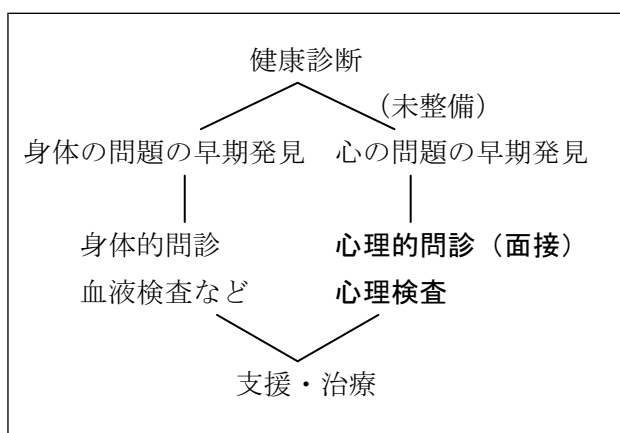 健康診断
（未整備）
身体の問題の早期発見　心の問題の早期発見
身体的問診　心理的問診（面接）
血液検査など　心理検査
支援・治療